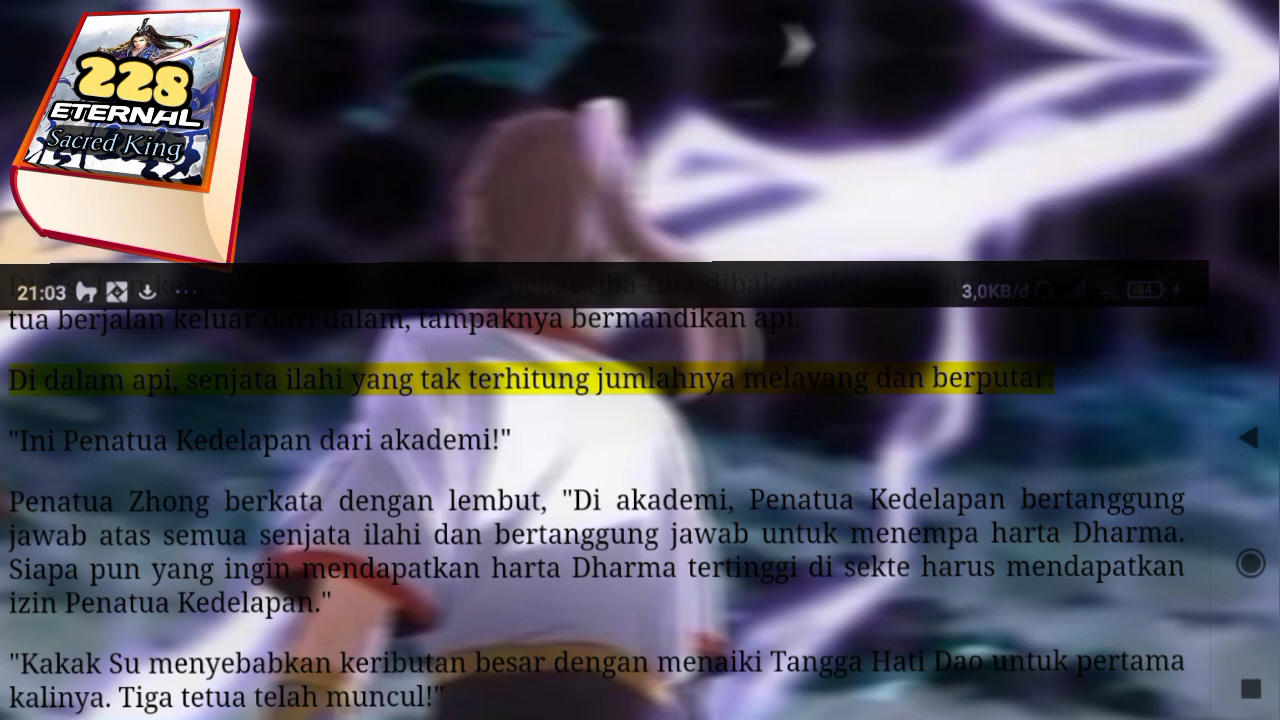 228
ETERNAL
Sacred King
tiba-tiba
21:03
3,0KB/d
34
tua berjalan keluar dari dalam, tampaknya bermandikan api.
Di dalam api, senjata ilahi yang tak terhitung jumlahnya melayang dan berputar.
"Ini Penatua Kedelapan dari akademi!"
Penatua Zhong berkata dengan lembut, "Di akademi, Penatua Kedelapan bertanggung
jawab atas semua senjata ilahi dan bertanggung jawab untuk menempa harta Dharma.
Siapa pun yang ingin mendapatkan harta Dharma tertinggi di sekte harus mendapatkan
izin Penatua Kedelapan."
"Kakak Su menyebabkan keributan besar dengan menaiki Tangga Hati Dao untuk pertama
kalinya. Tiga tetua telah muncul!"